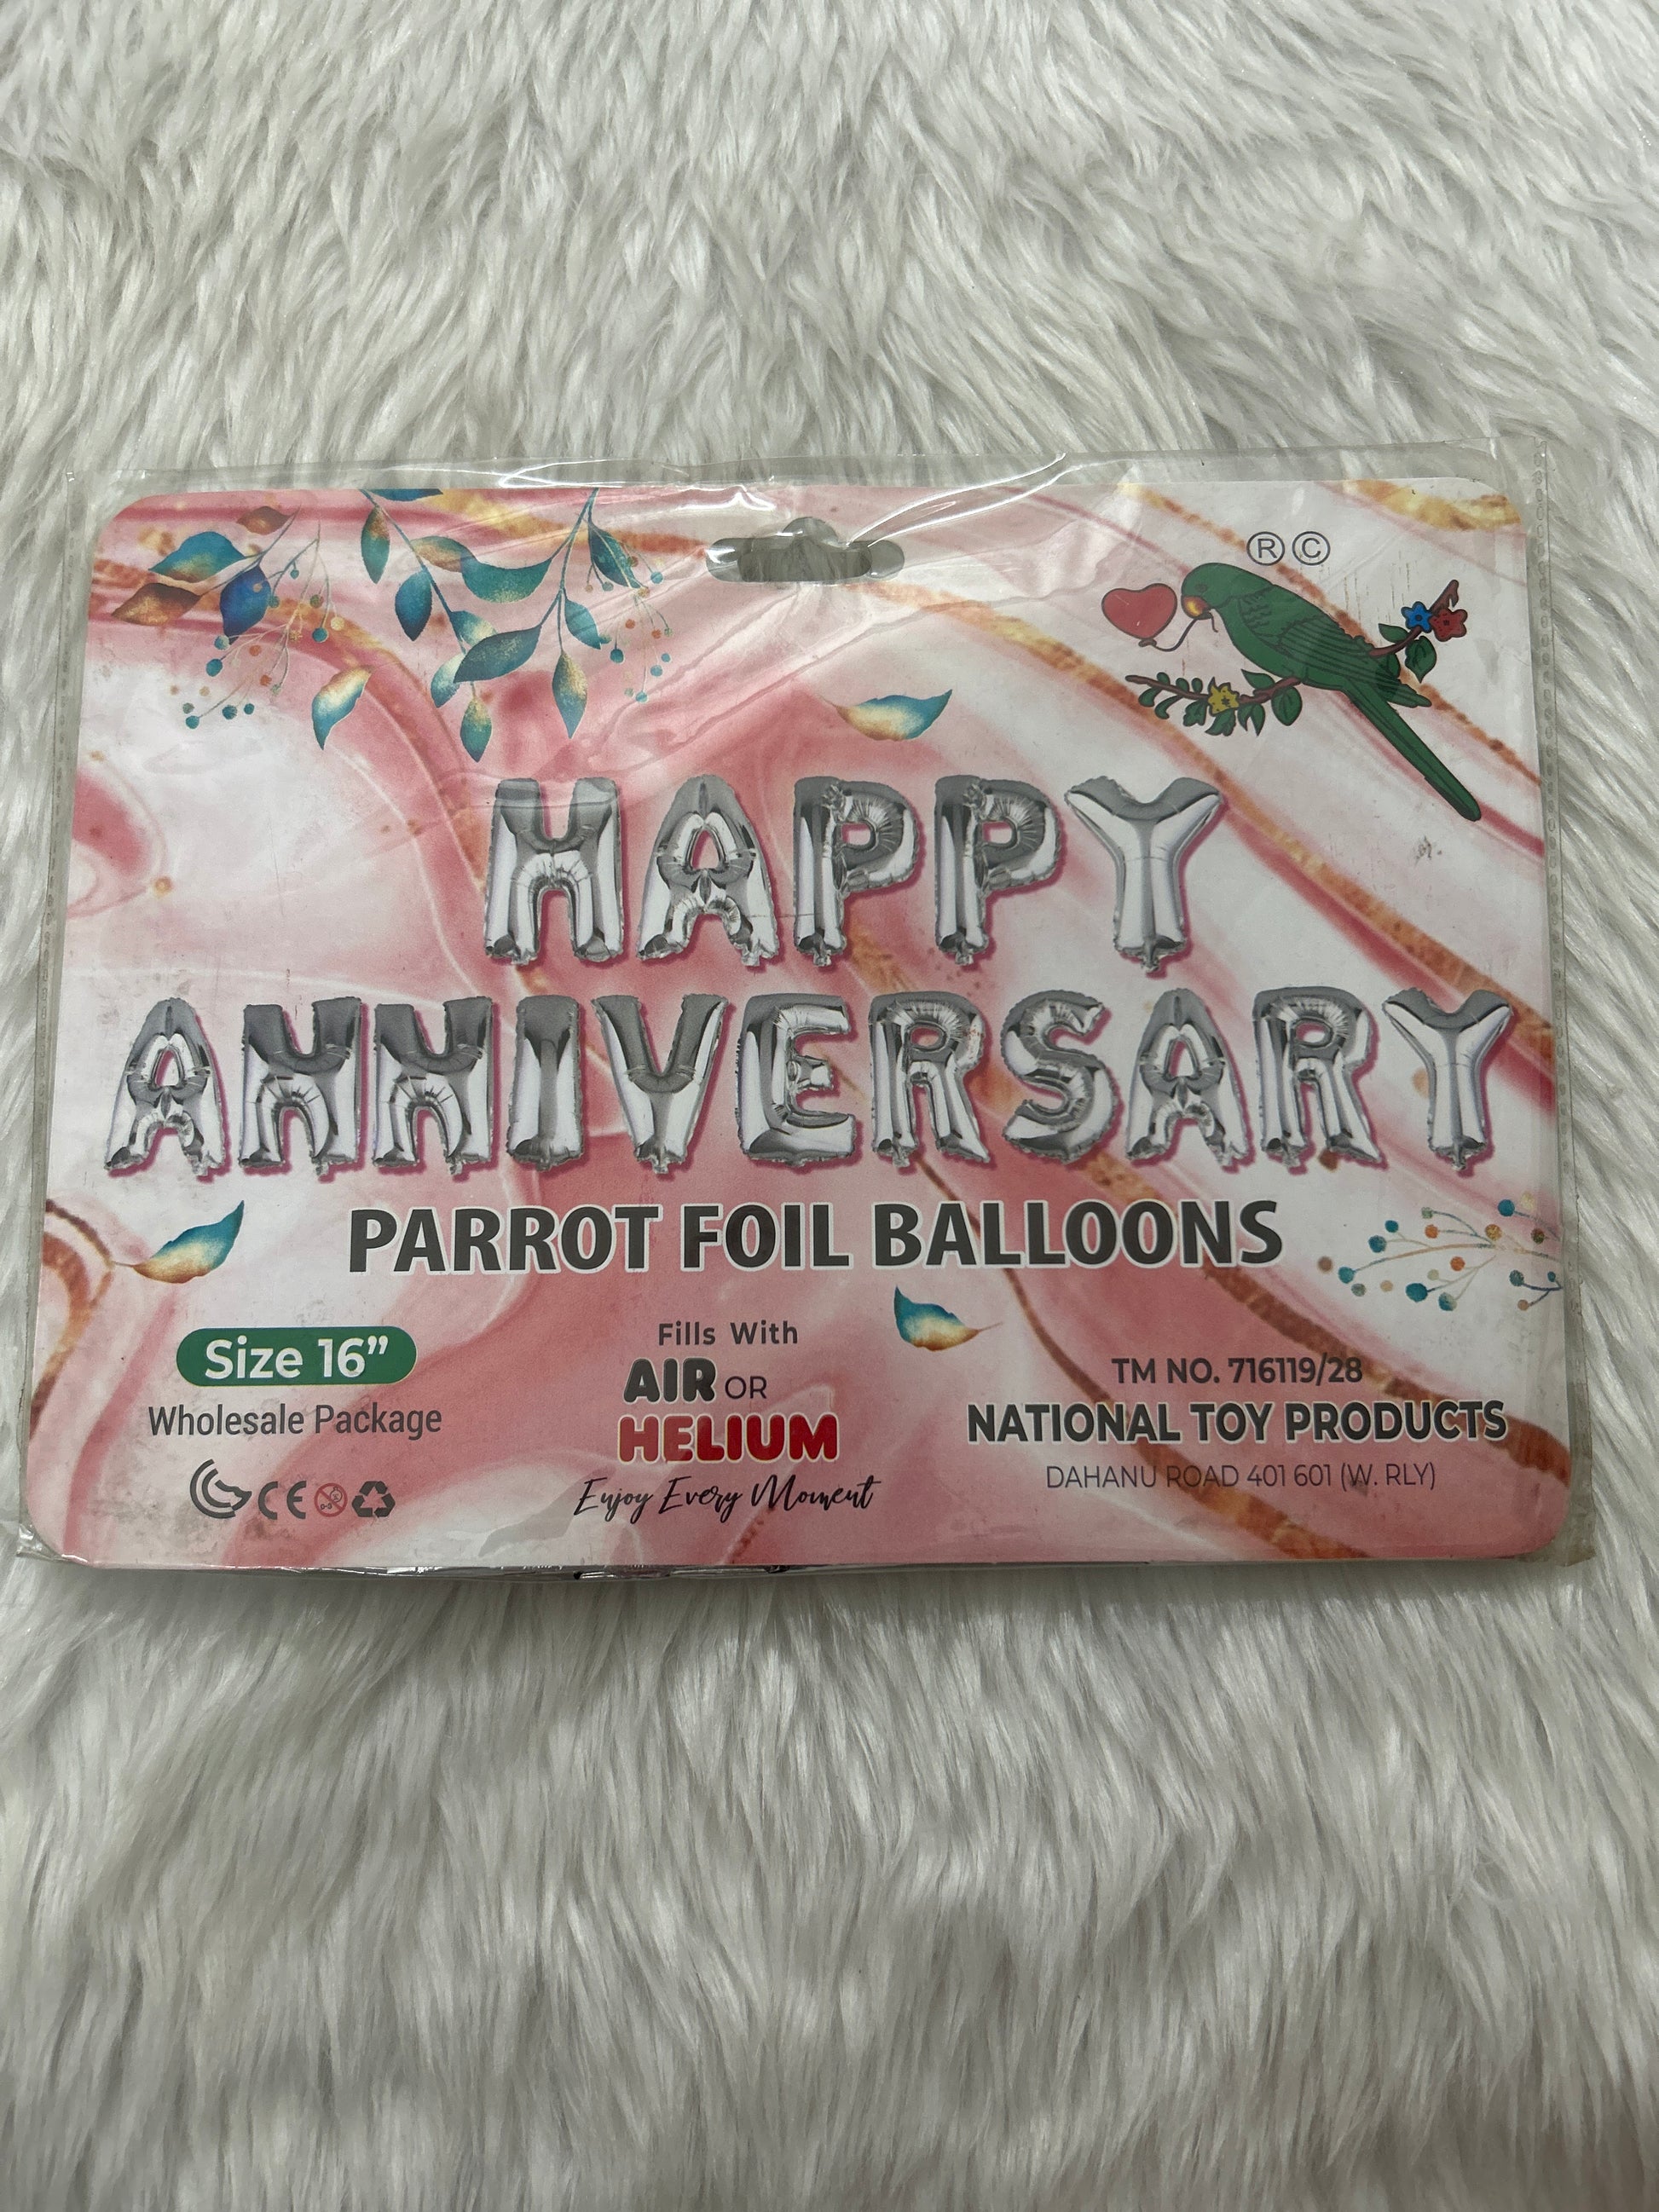 ® ©
HAPPY
ANNIVERSARY
PARROT FOIL BALLOONS
Size 16”
Wholesale Package
CE
Fills With
AIR OR
HELIUM
Enjoy Every Moment
TM NO. 716119/28
NATIONAL TOY PRODUCTS
DAHANU ROAD 401 601 (W. RLY)